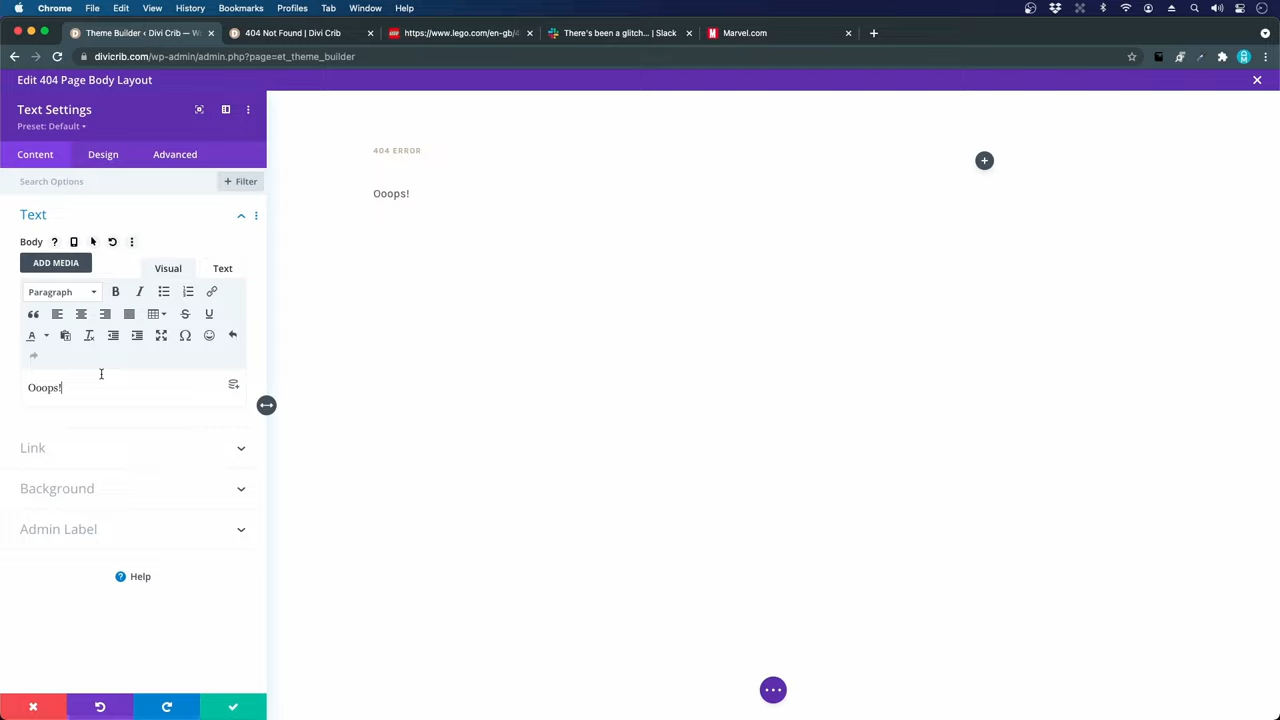 Chrome File Edit View History Bookmarks Profiles Tab Window Help
Theme Builder ‹ Divi Crib — W
404 Not Found | Divi Crib
https://www.lego.com/en-gb/
There's been a glitch… | Slack
Marvel.com
divicrib.com/wp-admin/admin.php?page=et_theme_builder
Edit 404 Page Body Layout
Text Settings
Preset: Default
Content Design Advanced
Search Options
+ Filter
Text
Body
ADD MEDIA
Visual Text
Paragraph
Ooops!
Link
Background
Admin Label
Help
404 ERROR
Ooops!